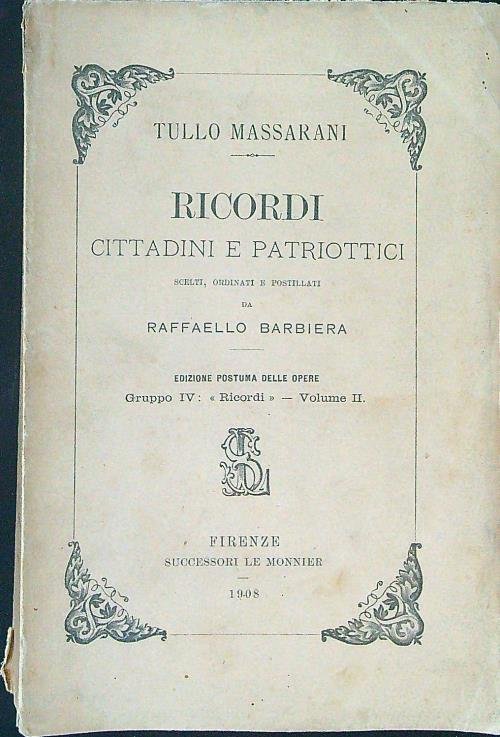 TULLO MASSARANI
RICORDI
CITTADINI E PATRIOTTICI
SCELTI, ORDINATI E POSTILLATI
DA
RAFFAELLO BARBIERA
EDIZIONE POSTUMA DELLE OPERE
Gruppo IV: « Ricordi » — Volume II.
FIRENZE
SUCCESSORI LE MONNIER
1908